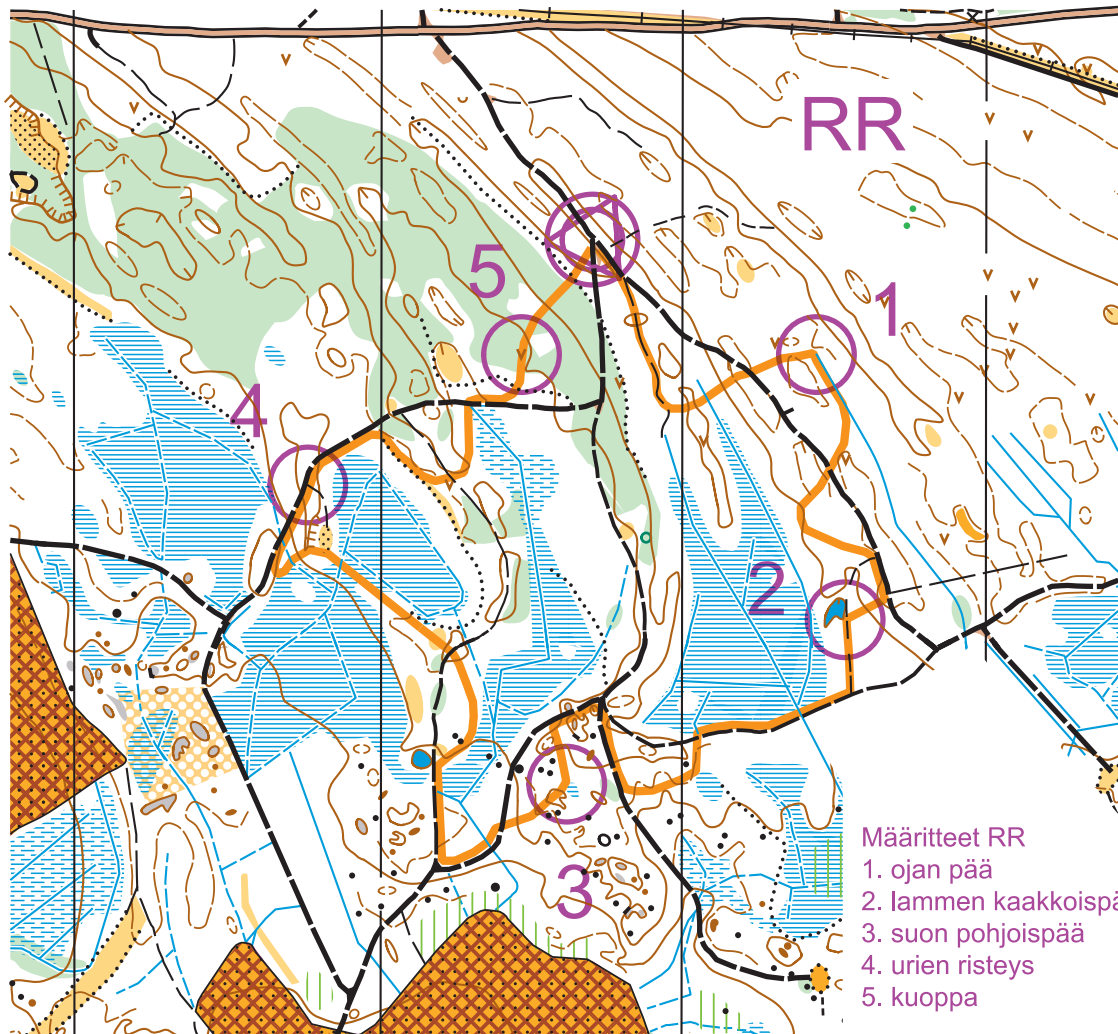 RR
5
1
4
2
3
Määritteet RR
1. ojan pää
2. lammen kaakkoispä
3. suon pohjoispää
4. urien risteys
5. kuoppa